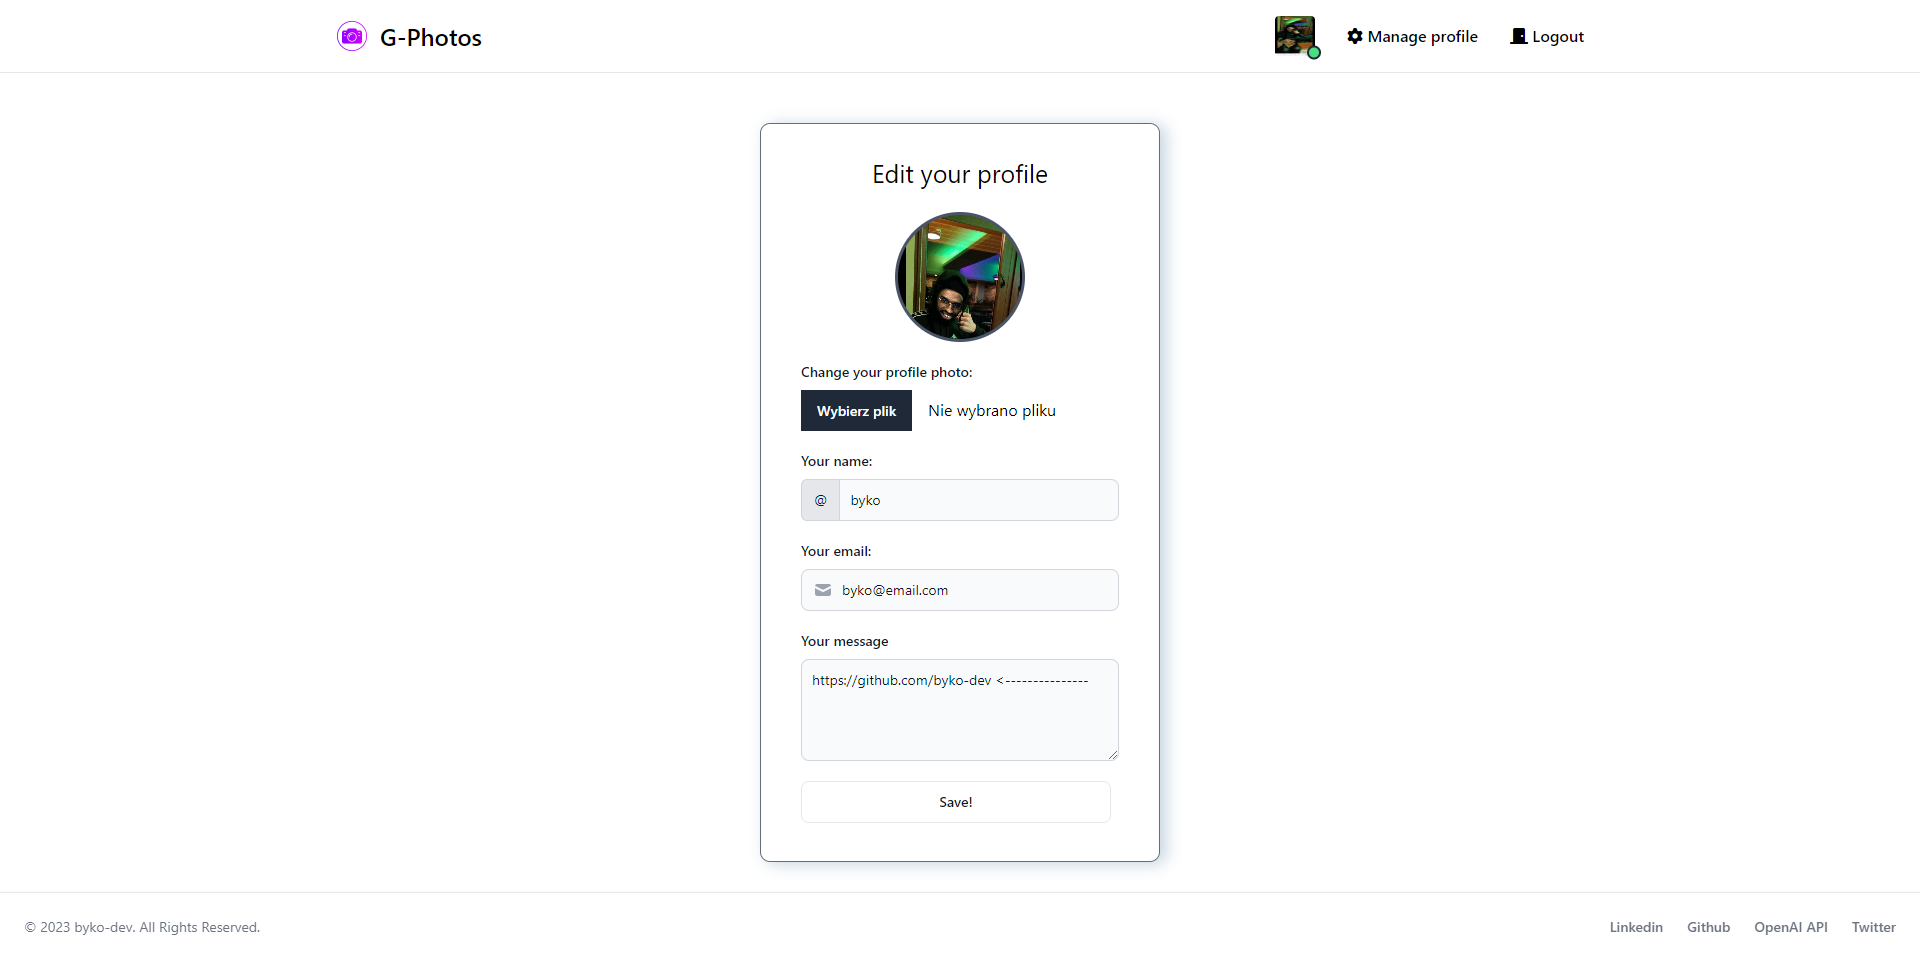 G-Photos
Manage profile
Logout
Edit your profile
Change your profile photo:
Wybierz plik Nie wybrano pliku
Your name:
@ byko
Your email:
byko@email.com
Your message
https://github.com/byko-dev <---------------
Save!
© 2023 byko-dev. All Rights Reserved.
Linkedin Github OpenAI API Twitter